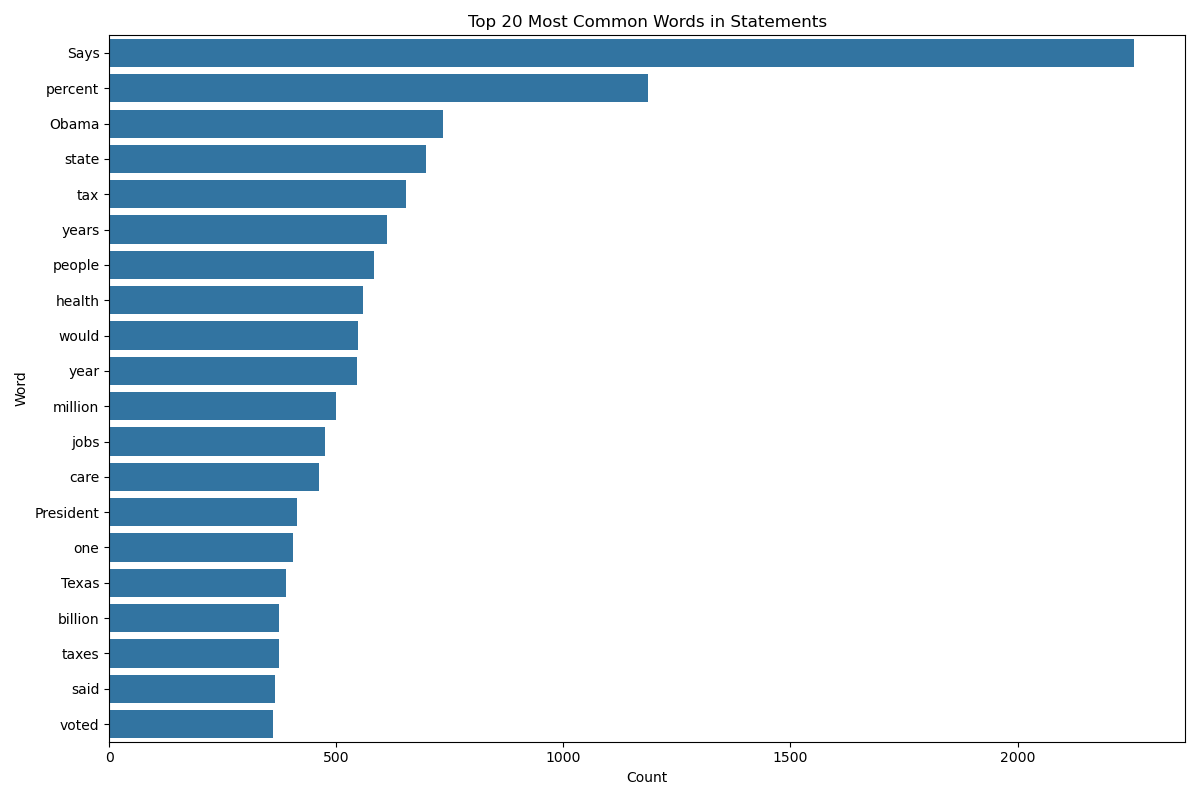 Top 20 Most Common Words in Statements
Says
percent
Obama
state
tax
years
people
health
would
year
million
jobs
care
President
one
Texas
billion
taxes
said
voted
Word
0 500 1000 1500 2000
Count